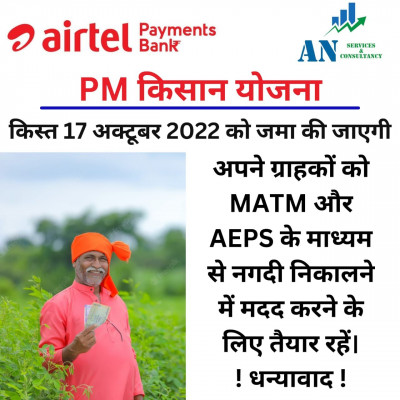 airtel Payments Bank
AN SERVICES & CONSULTANCY
PM किसान योजना
किस्त 17 अक्टूबर 2022 को जमा की जाएगी
अपने ग्राहकों को
MATM और
AEPS के माध्यम
से नगदी निकालने
में मदद करने के
लिए तैयार रहें।
! धन्यावाद !